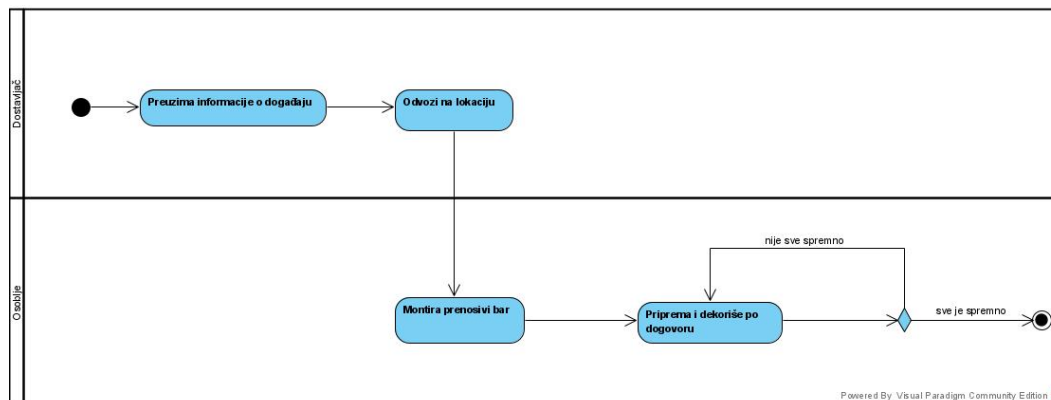 Dostavljač
Preuzima informacije o događaju
Odvozi na lokaciju
Osoblje
nije sve spremno
Montira prenosivi bar
Priprema i dekoriše po
dogovoru
sve je spremno
Powered By Visual Paradigm Community Edition